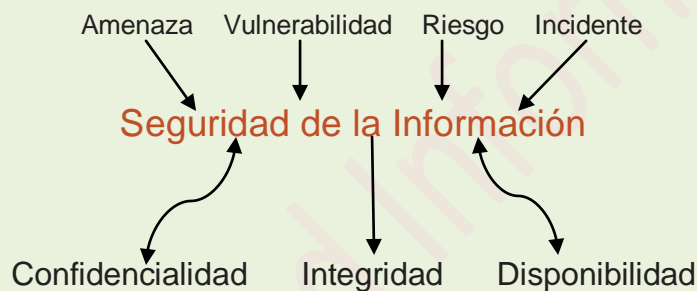 Amenaza Vulnerabilidad Riesgo Incidente
Seguridad de la Información
Confidencialidad Integridad Disponibilidad